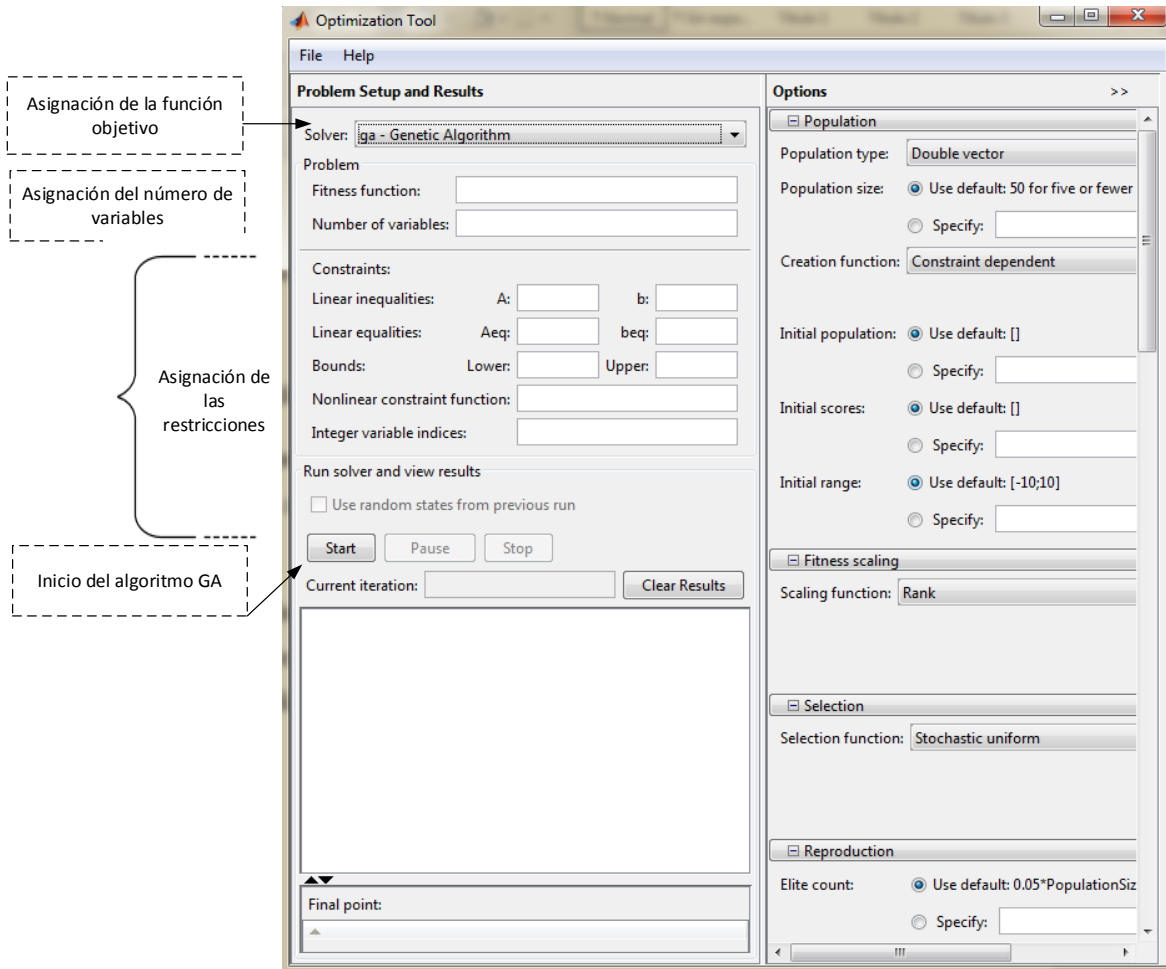 Optimization Tool
File Help
Asignación de la función
objetivo
Asignación del número de
variables
Asignación de
las
restricciones
Inicio del algoritmo GA
Problem Setup and Results
Solver: ga - Genetic Algorithm
Problem
Fitness function:
Number of variables:
Constraints:
Linear inequalities: A: b:
Linear equalities: Aeq: beq:
Bounds: Lower: Upper:
Nonlinear constraint function:
Integer variable indices:
Run solver and view results
Use random states from previous run
Start Pause Stop
Current iteration: Clear Results
Final point:
Options >>
Population
Population type: Double vector
Population size: Use default: 50 for five or fewer
Specify:
Creation function: Constraint dependent
Initial population: Use default: []
Specify:
Initial scores: Use default: []
Specify:
Initial range: Use default: [-10;10]
Specify:
Fitness scaling
Scaling function: Rank
Selection
Selection function: Stochastic uniform
Reproduction
Elite count: Use default: 0.05*PopulationSiz
Specify: